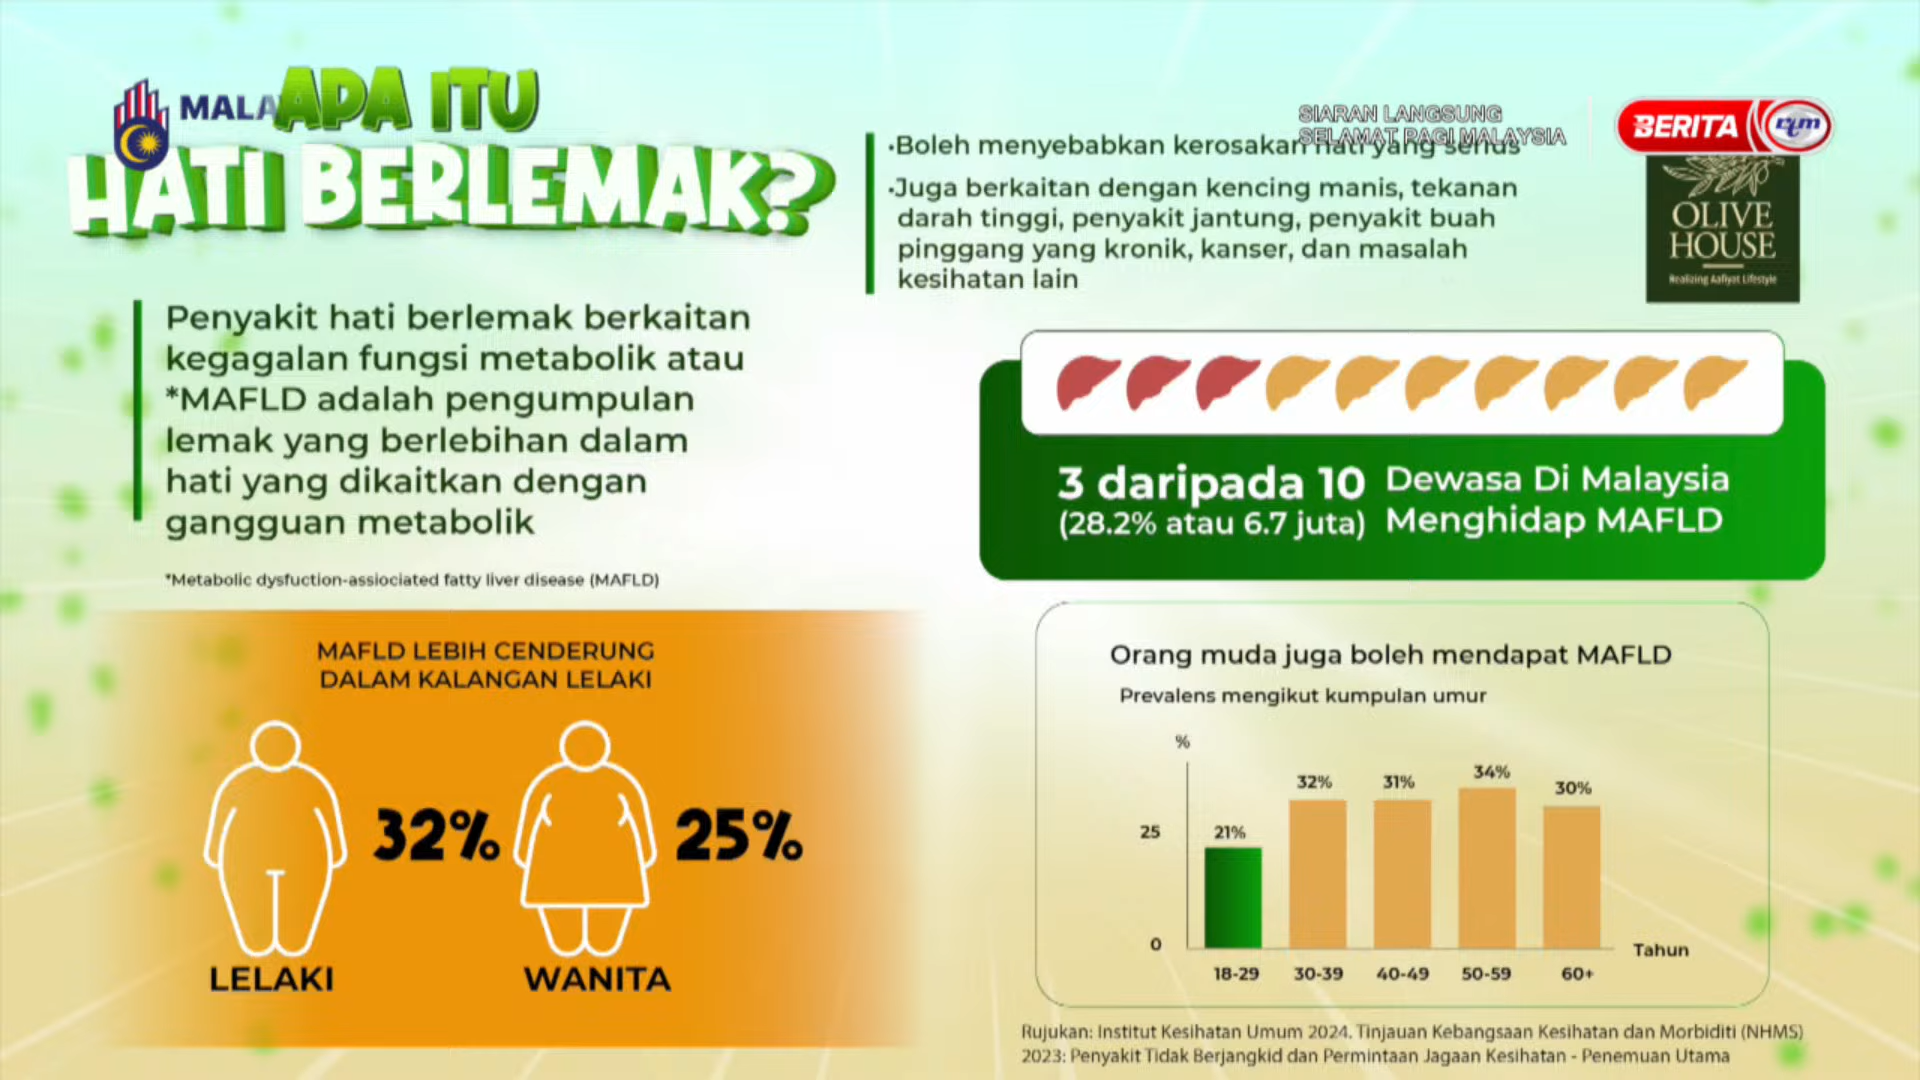 MALA
APA ITU
HATI BERLEMAK?
SIARAN LANGSUNG
SELAMAT PAGI MALAYSIA
BERITA rtm
OLIVE
HOUSE
Realizing Aafiyat Lifestyle
•Boleh menyebabkan kerosakan hati yang serius
•Juga berkaitan dengan kencing manis, tekanan
darah tinggi, penyakit jantung, penyakit buah
pinggang yang kronik, kanser, dan masalah
kesihatan lain
Penyakit hati berlemak berkaitan
kegagalan fungsi metabolik atau
*MAFLD adalah pengumpulan
lemak yang berlebihan dalam
hati yang dikaitkan dengan
gangguan metabolik
*Metabolic dysfuction-assiociated fatty liver disease (MAFLD)
3 daripada 10
(28.2% atau 6.7 juta)
Dewasa Di Malaysia
Menghidap MAFLD
MAFLD LEBIH CENDERUNG
DALAM KALANGAN LELAKI
32%
25%
LELAKI
WANITA
Orang muda juga boleh mendapat MAFLD
Prevalens mengikut kumpulan umur
%
32% 31% 34% 30%
25 21%
0
Tahun
18-29 30-39 40-49 50-59 60+
Rujukan: Institut Kesihatan Umum 2024. Tinjauan Kebangsaan Kesihatan dan Morbiditi (NHMS)
2023: Penyakit Tidak Berjangkid dan Permintaan Jagaan Kesihatan - Penemuan Utama